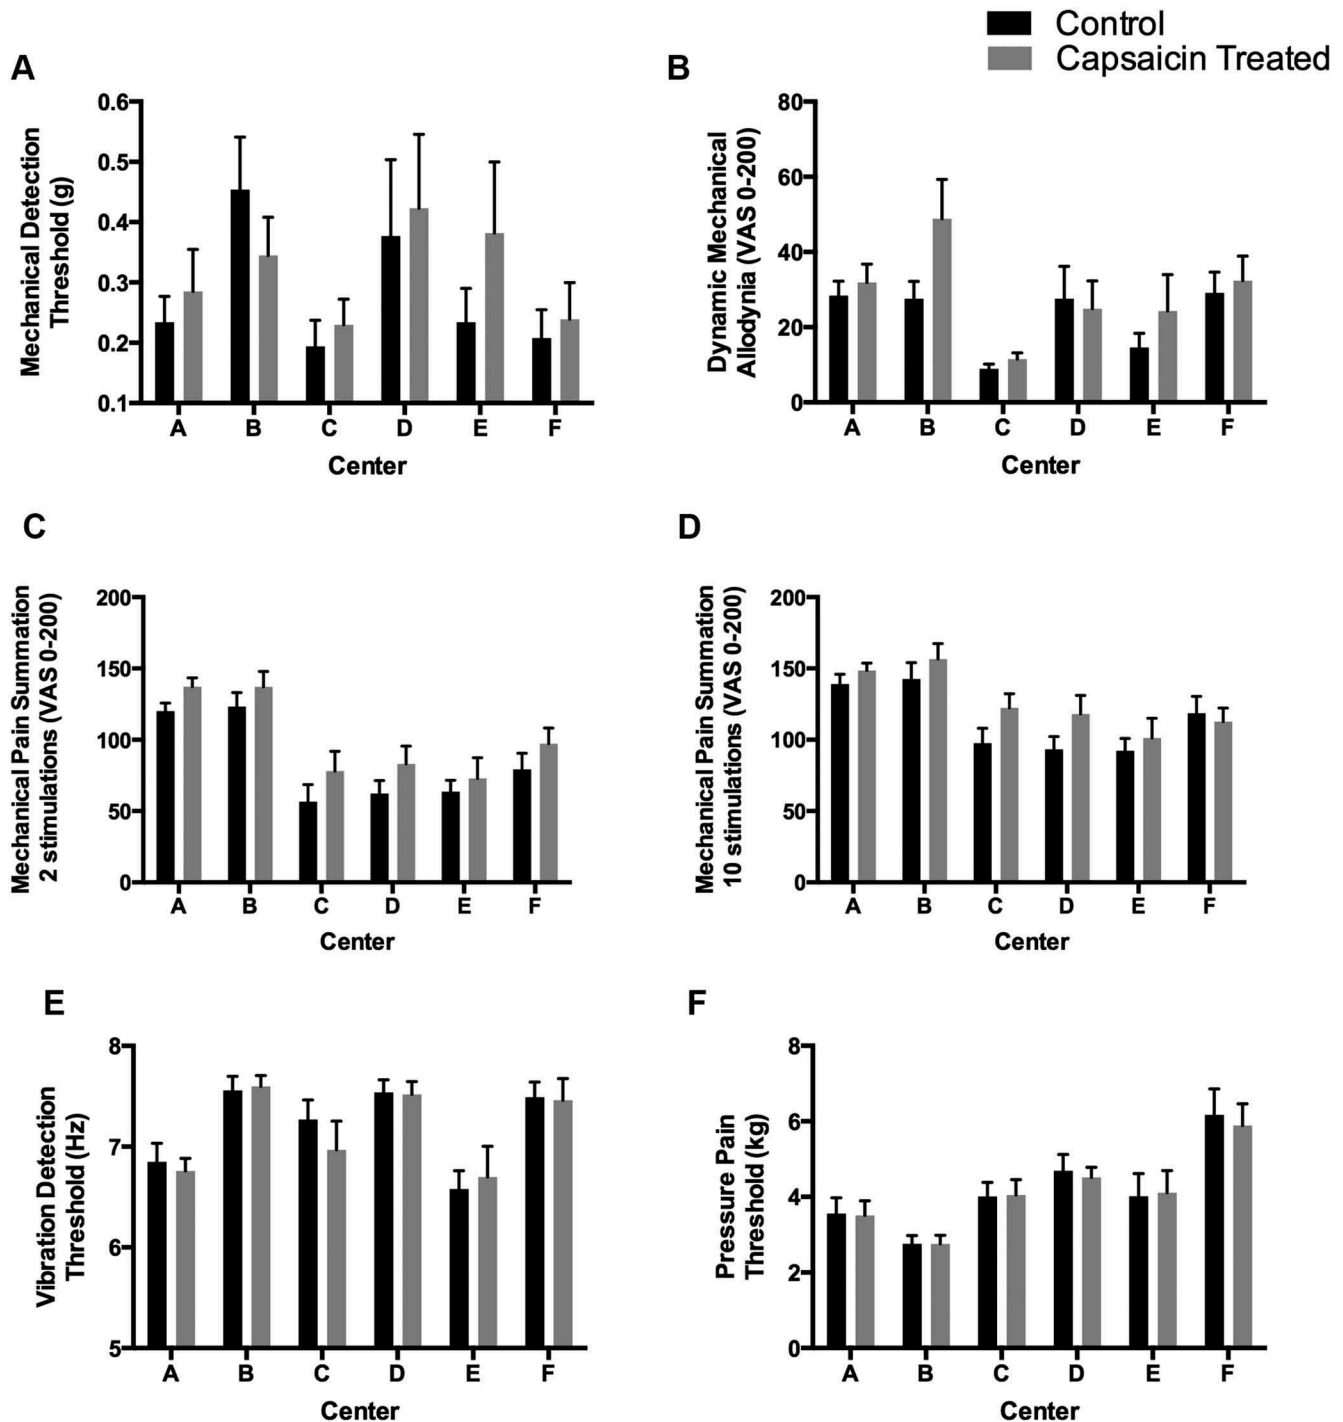 Control
Capsaicin Treated
A
Mechanical Detection
Threshold (g)
0.6
0.5
0.4
0.3
0.2
0.1
A B C D E F
Center
B
Dynamic Mechanical
Allodynia (VAS 0-200)
80
60
40
20
0
A B C D E F
Center
C
Mechanical Pain Summation
2 stimulations (VAS 0-200)
200
150
100
50
0
A B C D E F
Center
D
Mechanical Pain Summation
10 stimulations (VAS 0-200)
200
150
100
50
0
A B C D E F
Center
E
Vibration Detection
Threshold (Hz)
8
7
6
5
A B C D E F
Center
F
Pressure Pain
Threshold (kg)
8
6
4
2
0
A B C D E F
Center